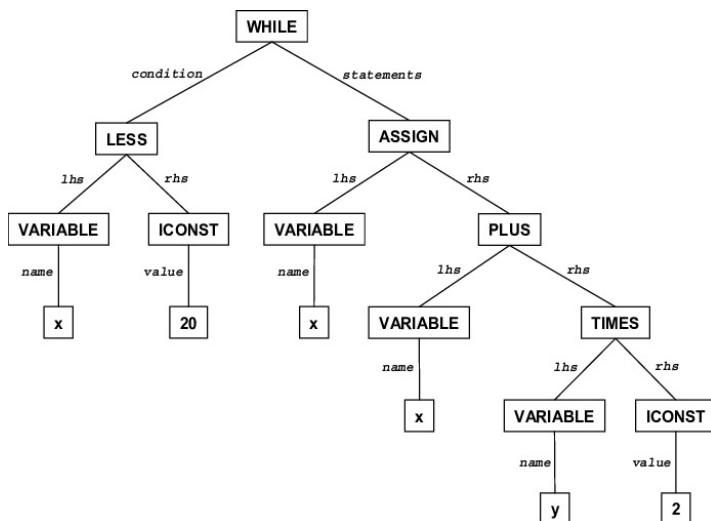 WHILE
condition statements
LESS ASSIGN
lhs rhs lhs rhs
VARIABLE ICONST VARIABLE PLUS
name value name lhs rhs
x 20 x VARIABLE TIMES
name lhs rhs
x VARIABLE ICONST
name value
y 2